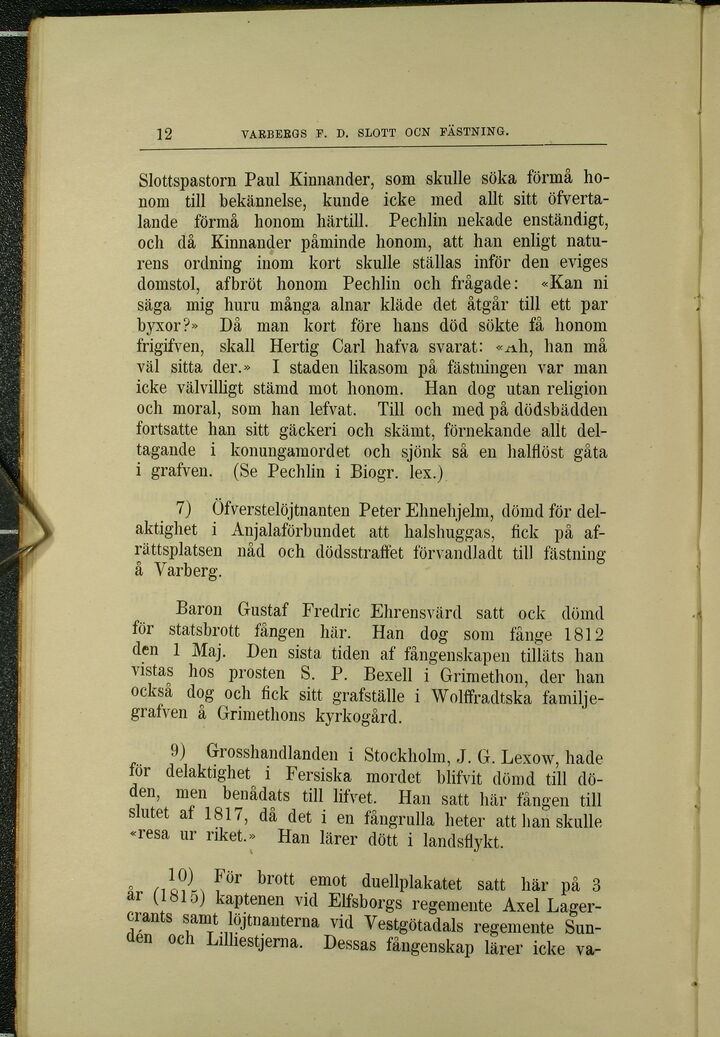 12 VARBERGS F. D. SLOTT OCN FÄSTNING.
Slottspastorn Paul Kinnander, som skulle söka förmå ho-
nom till bekännelse, kunde icke med allt sitt öfverta-
lande förmå honom härtill. Pechlin nekade enständigt,
och då Kinnander påminde honom, att han enligt natu-
rens ordning inom kort skulle ställas inför den eviges
domstol, afbröt honom Pechlin och frågade: «Kan ni
säga mig huru många alnar kläde det åtgår till ett par
byxor?» Då man kort före hans död sökte få honom
frigifven, skall Hertig Carl hafva svarat: «Ah, han må
väl sitta der.» I staden likasom på fästningen var man
icke välvilligt stämd mot honom. Han dog utan religion
och moral, som han lefvat. Till och med på dödsbädden
fortsatte han sitt gäckeri och skämt, förnekande allt del-
tagande i konungamordet och sjönk så en halflöst gåta
i grafven. (Se Pechlin i Biogr. lex.)
7) Öfverstelöjtnanten Peter Ehnehjelm, dömd för del-
aktighet i Anjalaförbundet att halshuggas, fick på af-
rättsplatsen nåd och dödsstraffet förvandladt till fästning
å Varberg.
Baron Gustaf Fredric Ehrensvärd satt ock dömd
för statsbrott fången här. Han dog som fånge 1812
den 1 Maj. Den sista tiden af fångenskapen tilläts han
vistas hos prosten S. P. Bexell i Grimethon, der han
också dog och fick sitt grafställe i Wolffradtska familje-
grafven å Grimethons kyrkogård.
9) Grosshandlanden i Stockholm, J. G. Lexow, hade
för delaktighet i Fersiska mordet blifvit dömd till dö-
den, men benådats till lifvet. Han satt här fången till
slutet af 1817, då det i en fångrulla heter att han skulle
«resa ur riket.» Han lärer dött i landsflykt.
10) För brott emot duellplakatet satt här på 3
år (1815) kaptenen vid Elfsborgs regemente Axel Lager-
crants samt löjtnanterna vid Vestgötadals regemente Sun-
dén och Lilliestjerna. Dessas fångenskap lärer icke va-